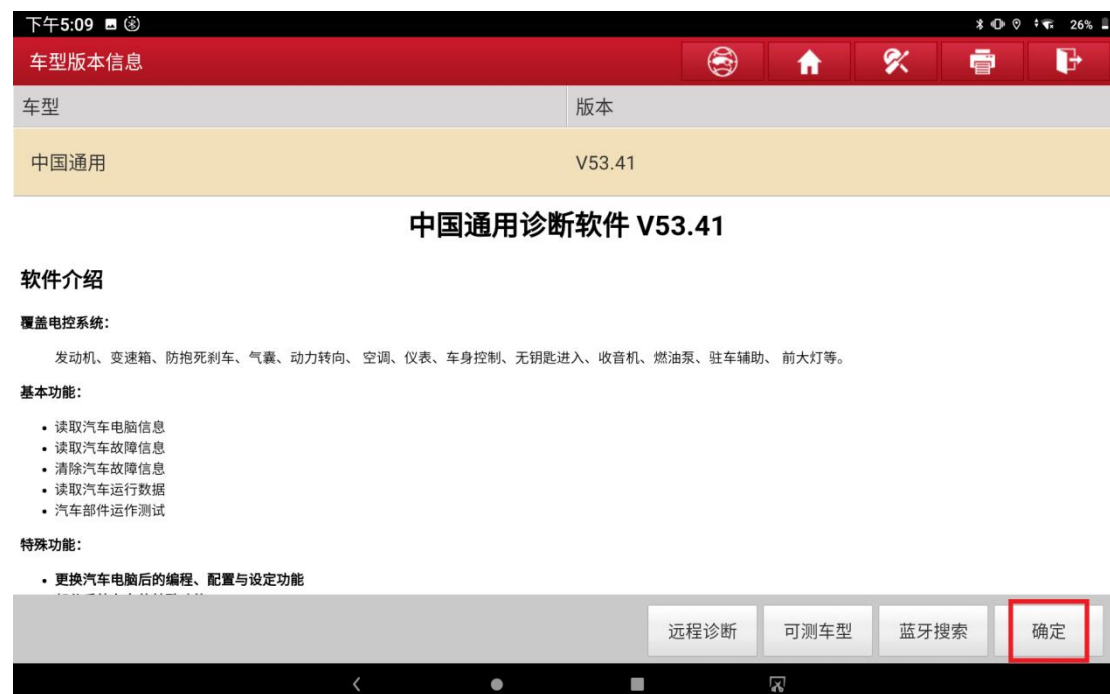 下午5:09 26%
车型版本信息
车型 版本
中国通用 V53.41
中国通用诊断软件 V53.41
软件介绍
覆盖电控系统：
发动机、变速箱、防抱死刹车、气囊、动力转向、 空调、仪表、车身控制、无钥匙进入、收音机、燃油泵、驻车辅助、 前大灯等。
基本功能：
• 读取汽车电脑信息
• 读取汽车故障信息
• 清除汽车故障信息
• 读取汽车运行数据
• 汽车部件运作测试
特殊功能：
• 更换汽车电脑后的编程、配置与设定功能
远程诊断 可测车型 蓝牙搜索 确定